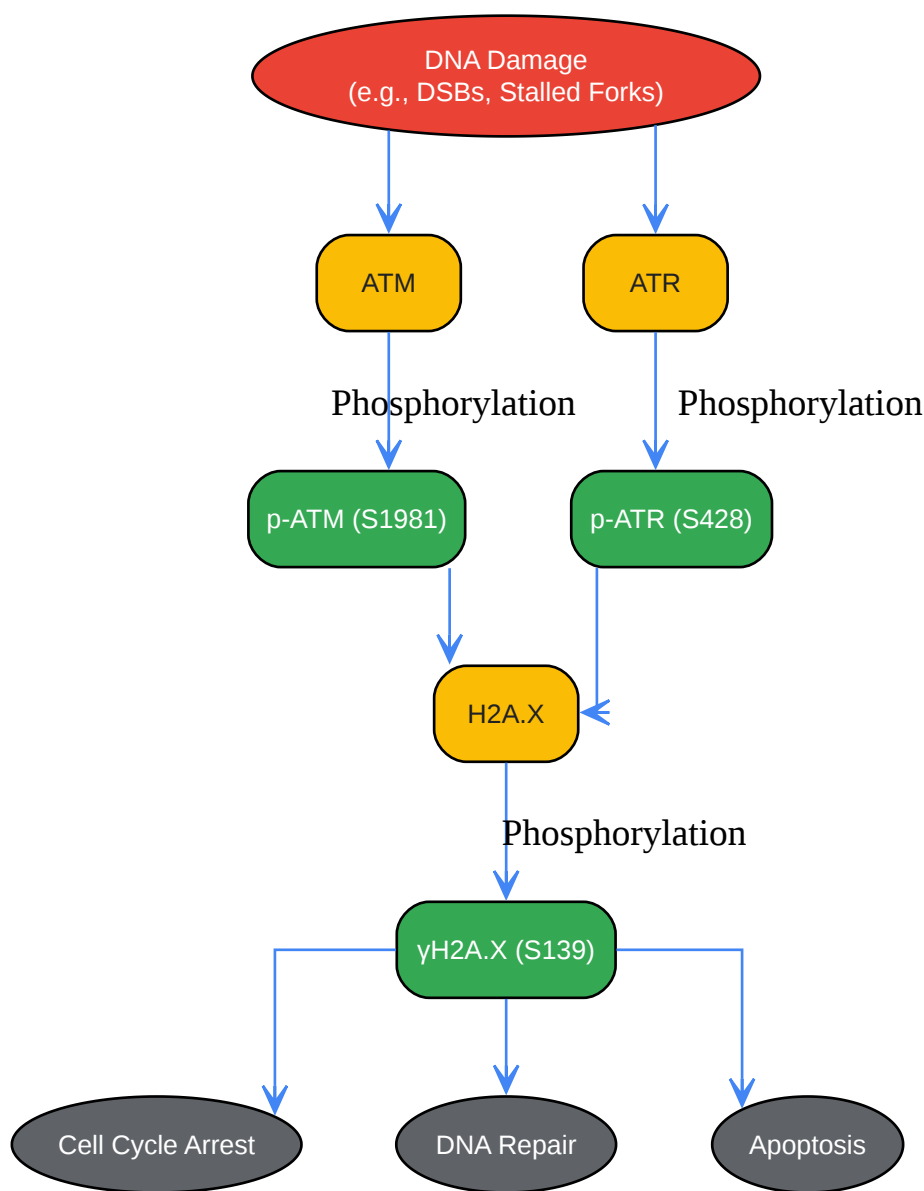 DNA Damage
(e.g., DSBs, Stalled Forks)
ATM
ATR
Phosphorylation
Phosphorylation
p-ATM (S1981)
p-ATR (S428)
H2A.X
Phosphorylation
γH2A.X (S139)
Cell Cycle Arrest
DNA Repair
Apoptosis